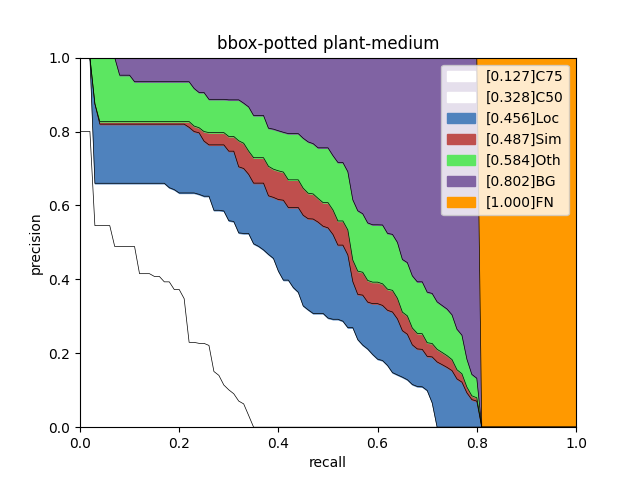 bbox-potted plant-medium
1.0
0.8
0.6
0.4
0.2
0.0
precision
[0.127]C75
[0.328]C50
[0.456]Loc
[0.487]Sim
[0.584]Oth
[0.802]BG
[1.000]FN
0.0 0.2 0.4 0.6 0.8 1.0
recall